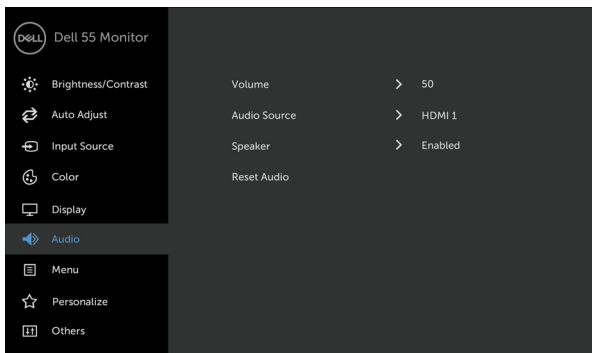 DELL Dell 55 Monitor
Brightness/Contrast Volume > 50
Auto Adjust Audio Source > HDMI 1
Input Source Speaker > Enabled
Color Reset Audio
Display
Audio
Menu
Personalize
Others